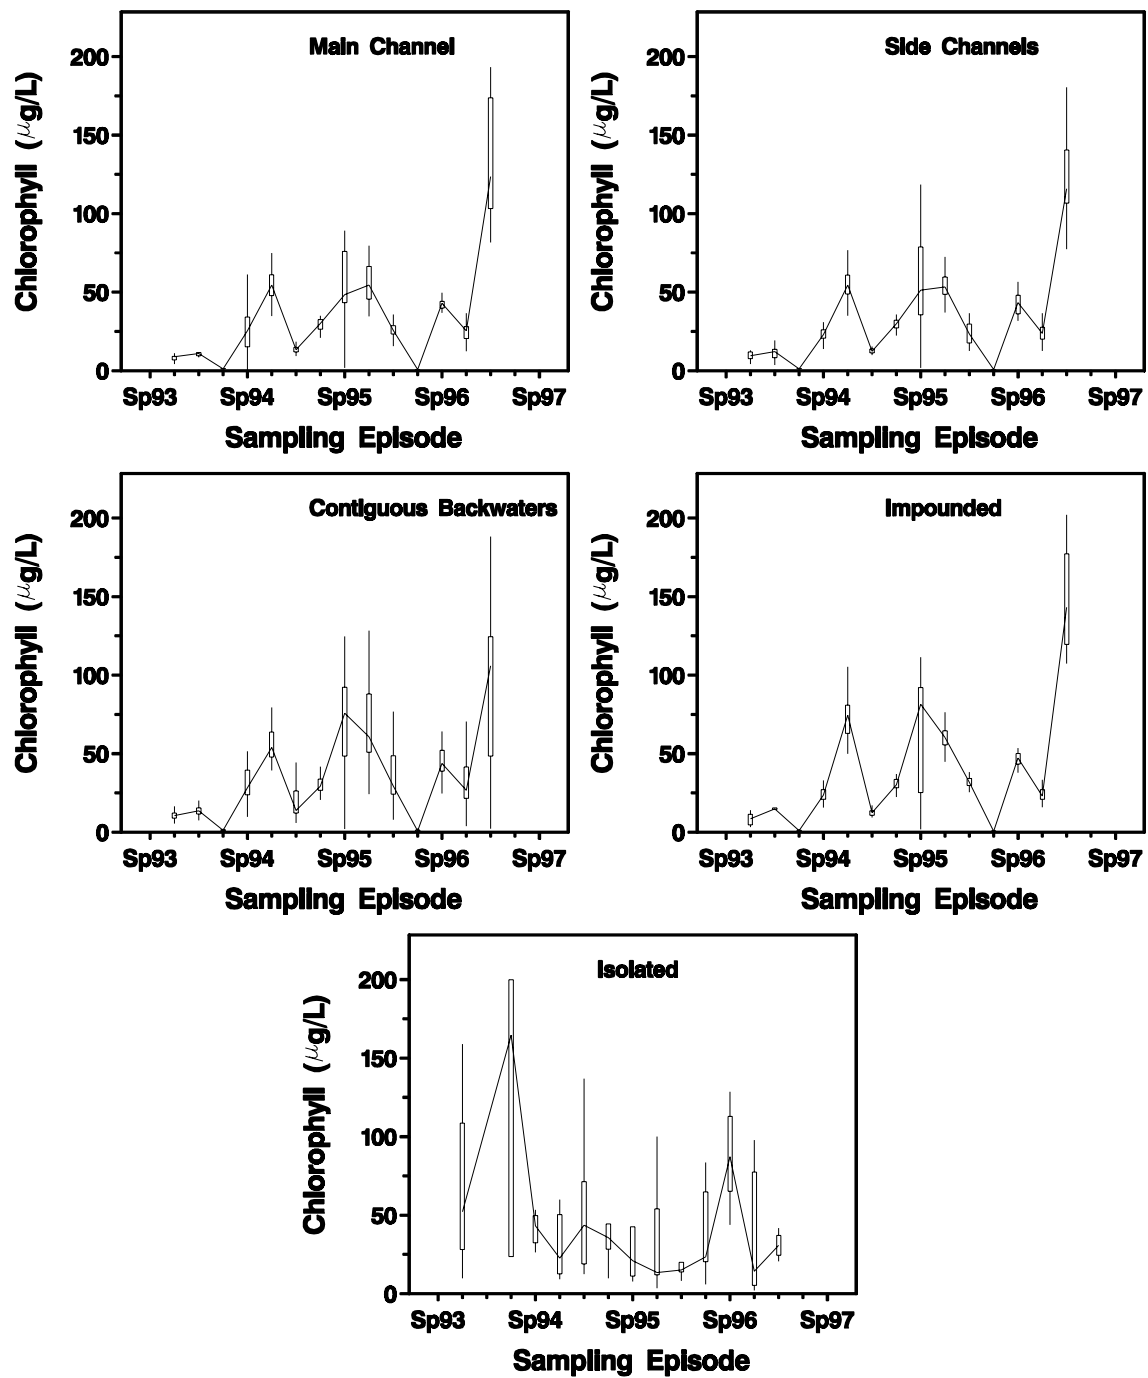 Main Channel
200
150
100
50
0
Chlorophyll (μg/L)
Sp93 Sp94 Sp95 Sp96 Sp97
Sampling Episode
Side Channels
200
150
100
50
0
Chlorophyll (μg/L)
Sp93 Sp94 Sp95 Sp96 Sp97
Sampling Episode
Contiguous Backwaters
200
150
100
50
0
Chlorophyll (μg/L)
Sp93 Sp94 Sp95 Sp96 Sp97
Sampling Episode
Impounded
200
150
100
50
0
Chlorophyll (μg/L)
Sp93 Sp94 Sp95 Sp96 Sp97
Sampling Episode
Isolated
200
150
100
50
0
Chlorophyll (μg/L)
Sp93 Sp94 Sp95 Sp96 Sp97
Sampling Episode